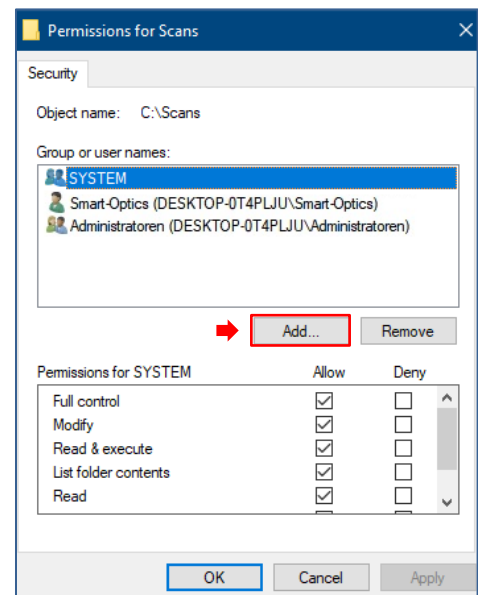 Permissions for Scans
Security
Object name: C:\Scans
Group or user names:
SYSTEM
Smart-Optics (DESKTOP-0T4PLJU\Smart-Optics)
Administratoren (DESKTOP-0T4PLJU\Administratoren)
Add... Remove
Permissions for SYSTEM Allow Deny
Full control
Modify
Read & execute
List folder contents
Read
OK Cancel Apply